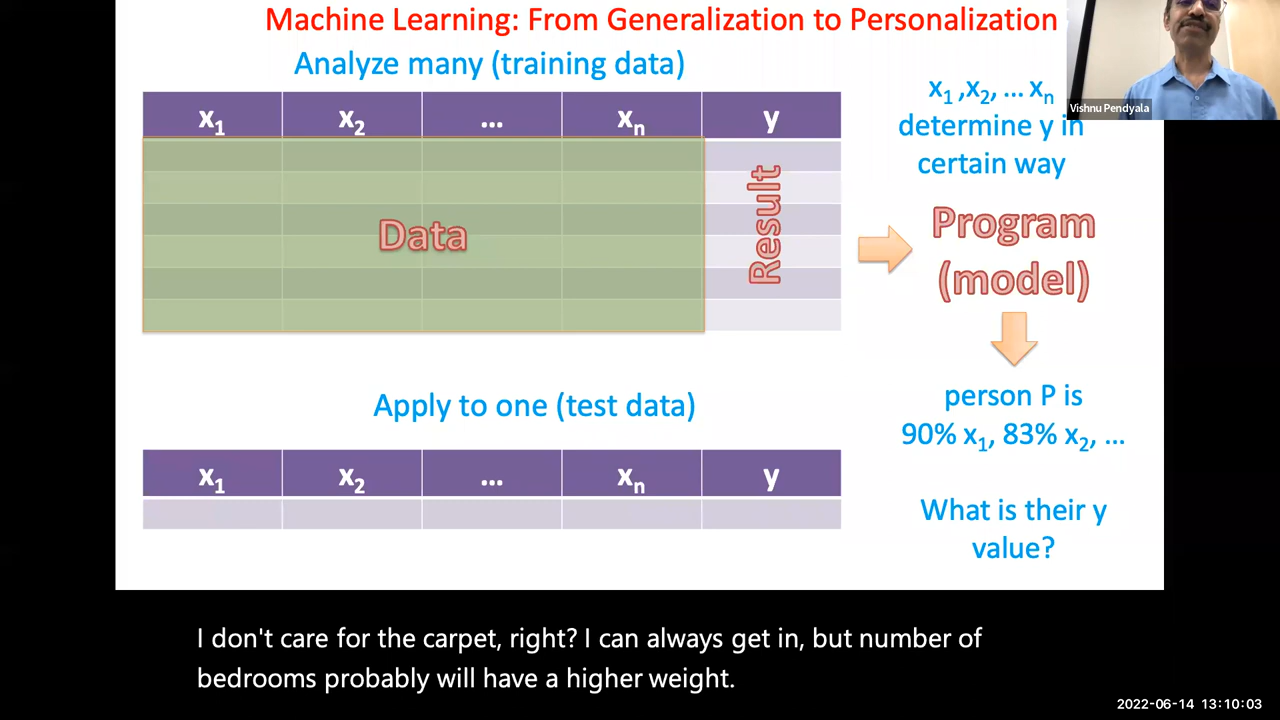 Machine Learning: From Generalization to Personalization
Analyze many (training data)
x1 x2 ... xn y
Data
Result
x1 ,x2, ... xn
determine y in
certain way
Program
(model)
person P is
90% x1, 83% x2, ...
What is their y
value?
Apply to one (test data)
x1 x2 ... xn y
Vishnu Pendyala
I don't care for the carpet, right? I can always get in, but number of
bedrooms probably will have a higher weight.
2022-06-14 13:10:03